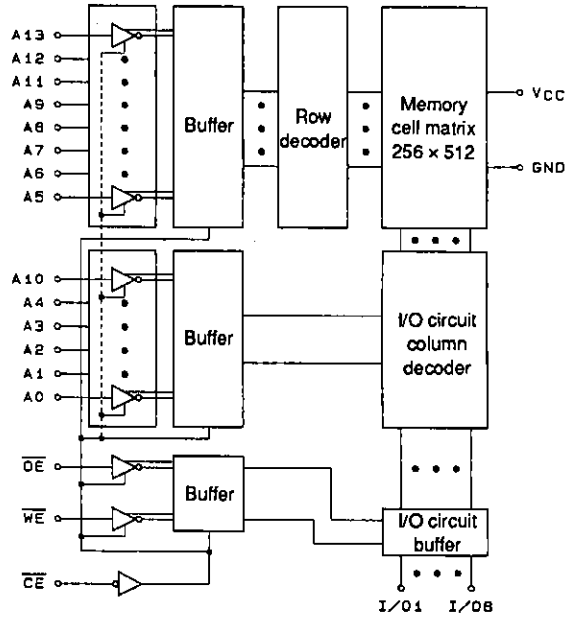 A13
A12
A11
A9
A8
A7
A6
A5
Buffer
Row
decoder
Memory
cell matrix
256 × 512
VCC
GND
A10
A4
A3
A2
A1
A0
Buffer
I/O circuit
column
decoder
OE
WE
CE
Buffer
I/O circuit
buffer
I/O1
I/O8